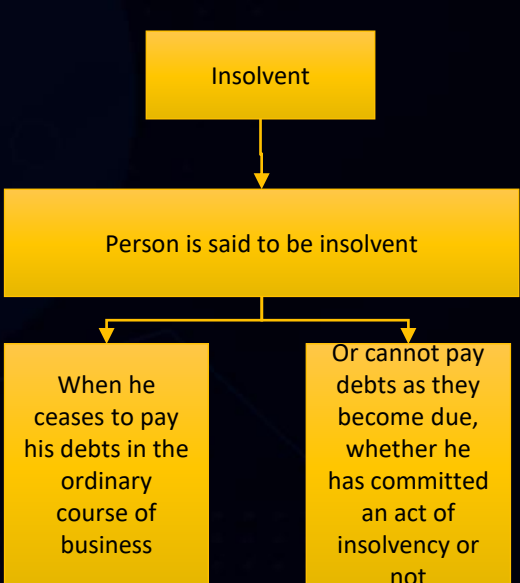 Insolvent
Person is said to be insolvent
When he
ceases to pay
his debts in the
ordinary
course of
business
Or cannot pay
debts as they
become due,
whether he
has committed
an act of
insolvency or
not